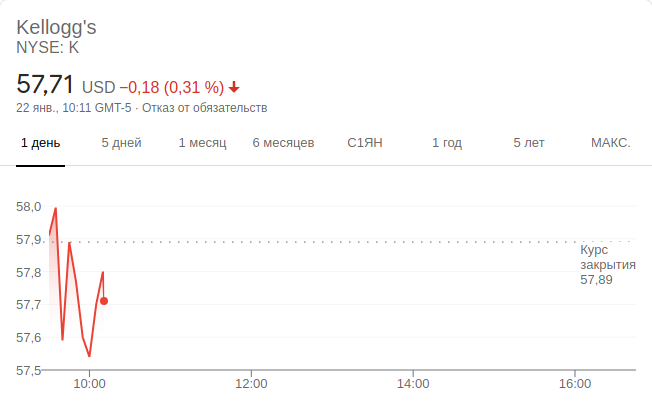 Kellogg's
NYSE: K
57,71 USD −0,18 (0,31 %)
22 янв., 10:11 GMT-5 · Отказ от обязательств
1 день 5 дней 1 месяц 6 месяцев С1ЯН 1 год 5 лет МАКС.
58,0
57,9
Курс
закрытия
57,89
57,8
57,7
57,6
57,5
10:00 12:00 14:00 16:00